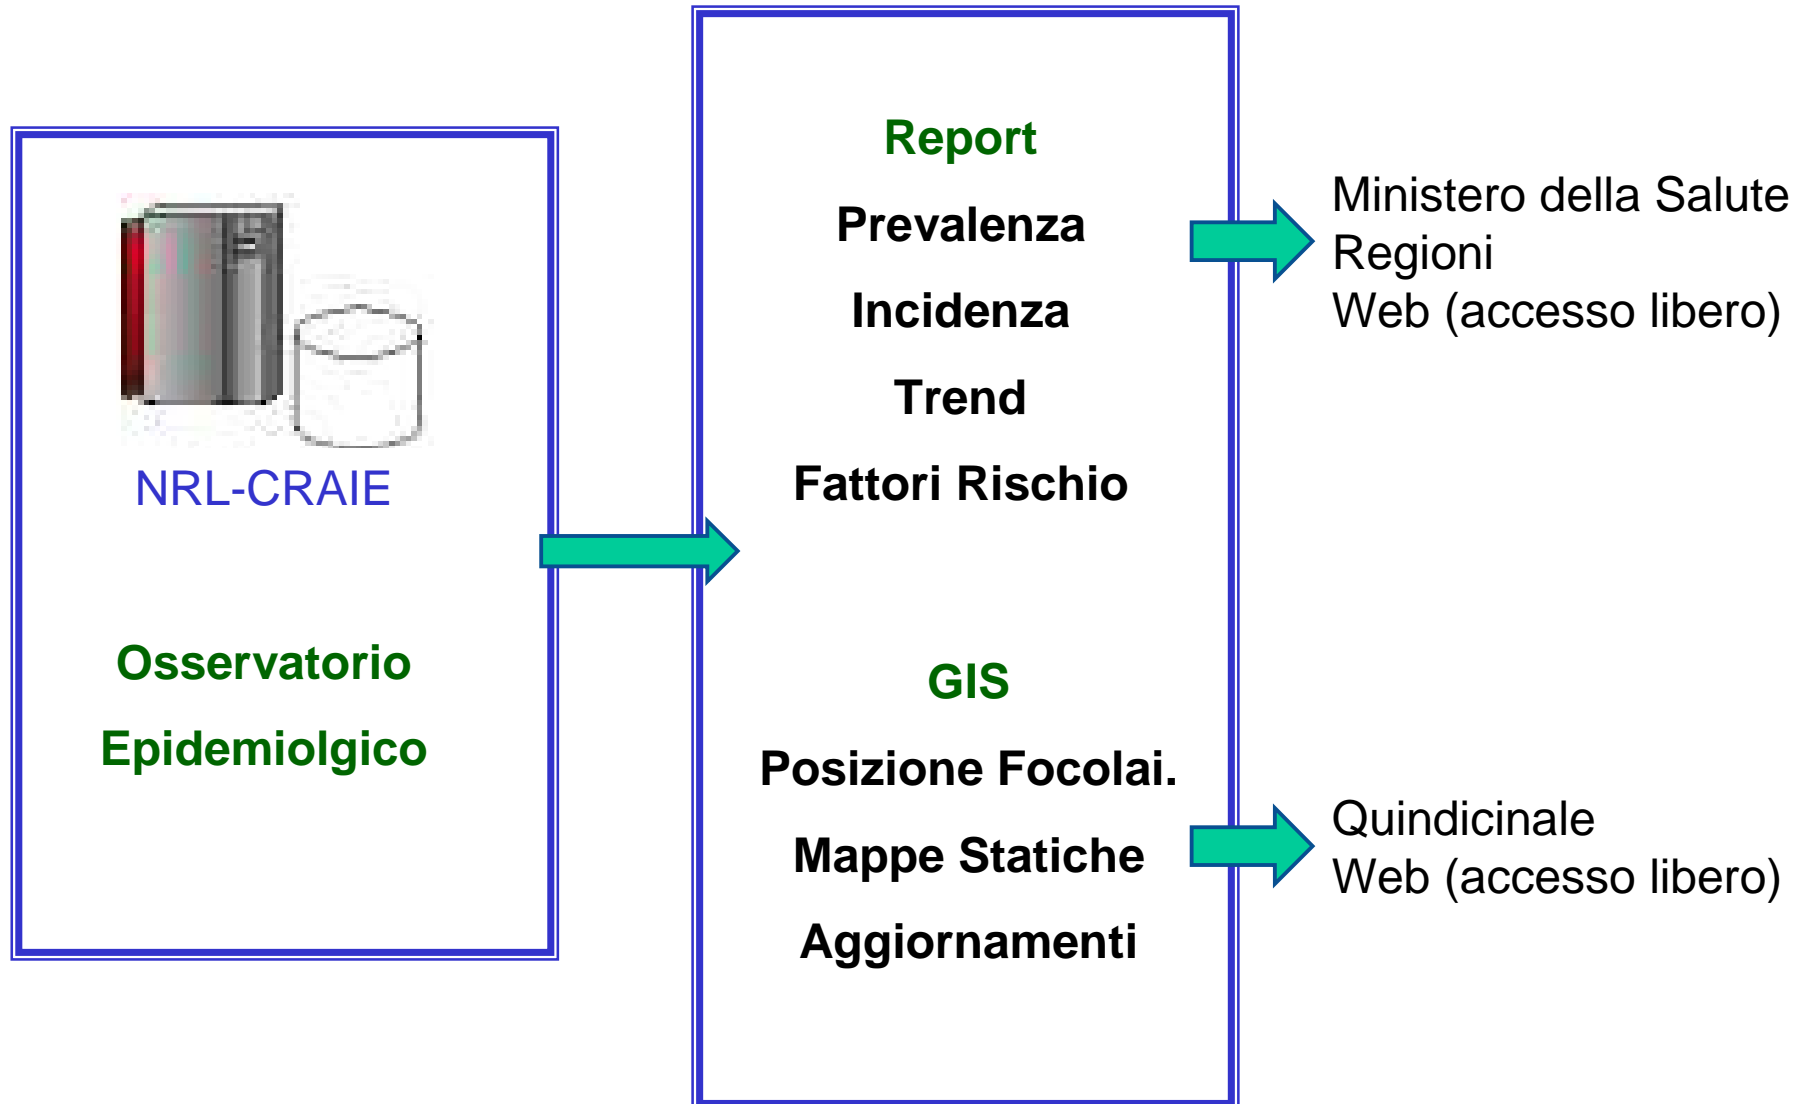 NRL-CRAIE
Osservatorio
Epidemiolgico
Report
Prevalenza
Incidenza
Trend
Fattori Rischio
GIS
Posizione Focolai.
Mappe Statiche
Aggiornamenti
Ministero della Salute
Regioni
Web (accesso libero)
Quindicinale
Web (accesso libero)